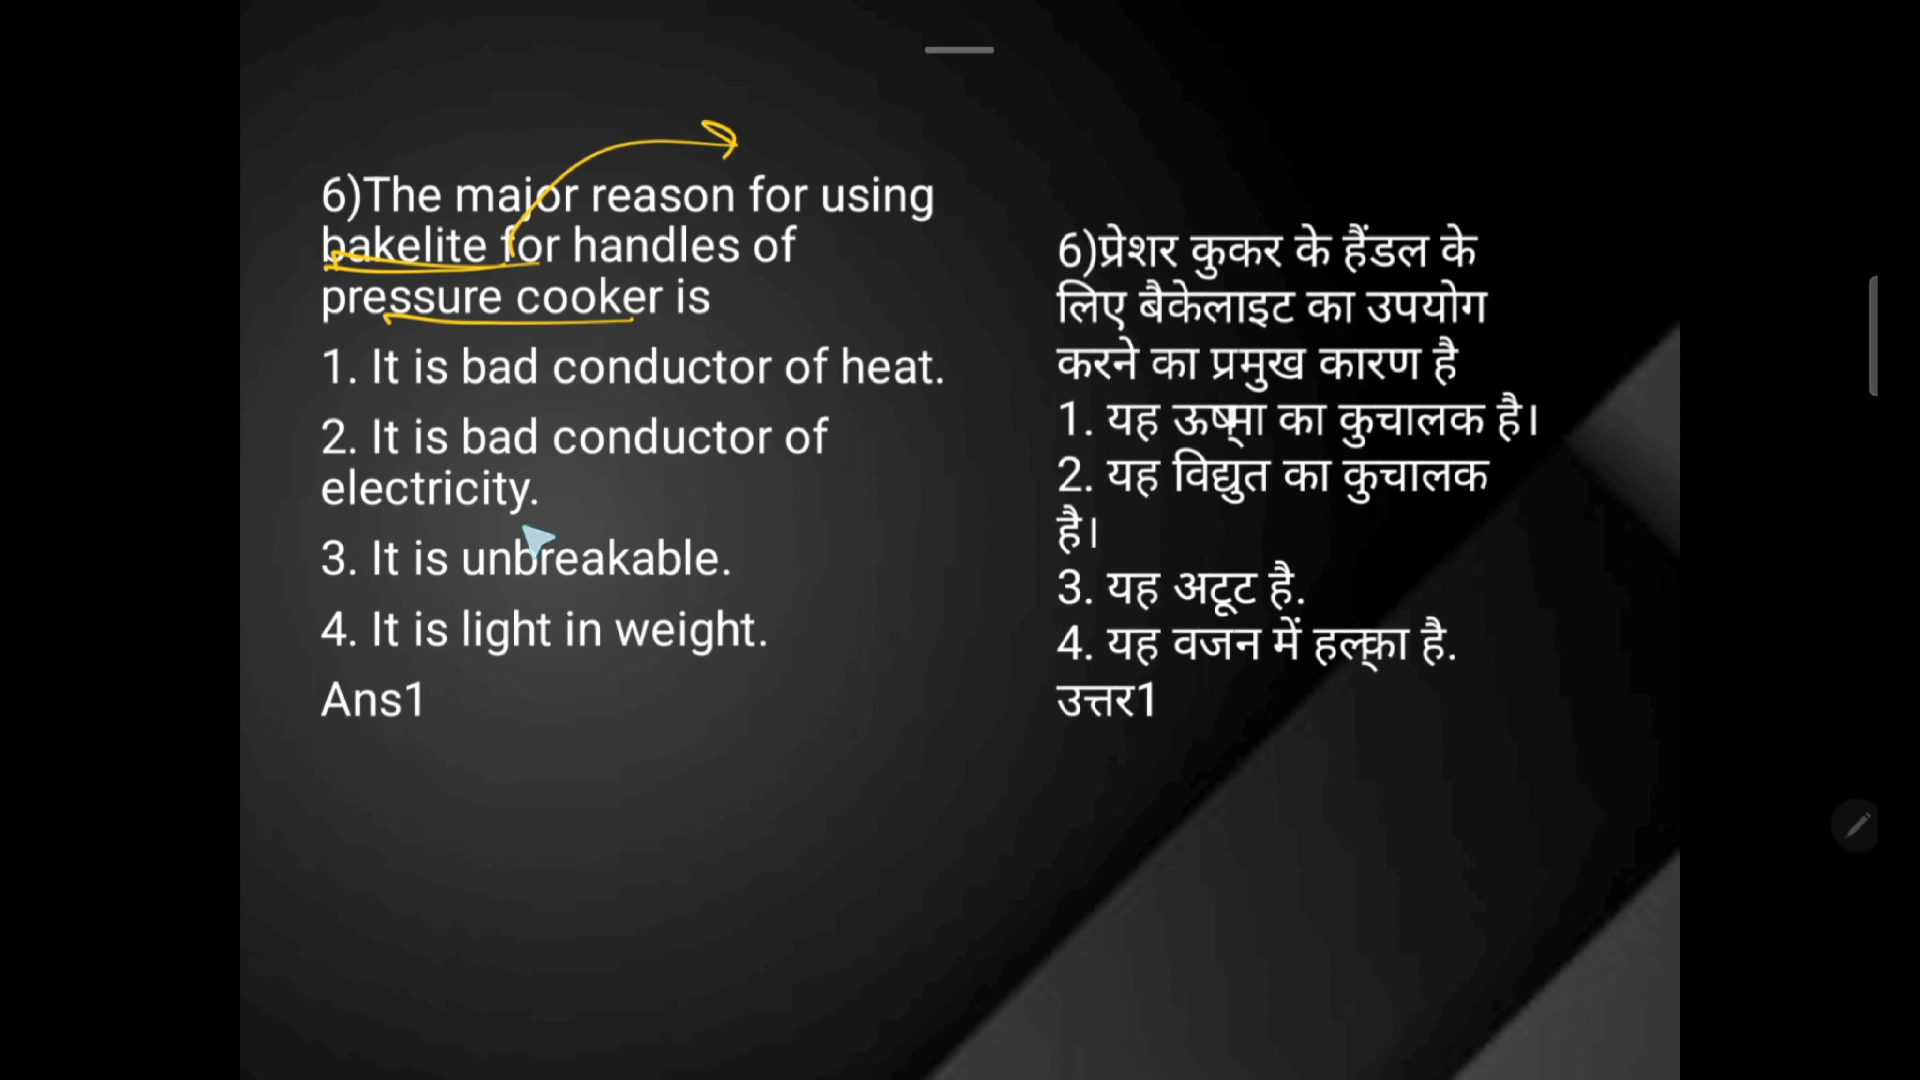 6)The major reason for using
bakelite for handles of
pressure cooker is
1. It is bad conductor of heat.
2. It is bad conductor of
electricity.
3. It is unbreakable.
4. It is light in weight.
Ans1
6)प्रेशर कुकर के हैंडल के
लिए बैकेलाइट का उपयोग
करने का प्रमुख कारण है
1. यह ऊष्मा का कुचालक है।
2. यह विद्युत का कुचालक
है।
3. यह अटूट है.
4. यह वजन में हल्का है.
उत्तर1